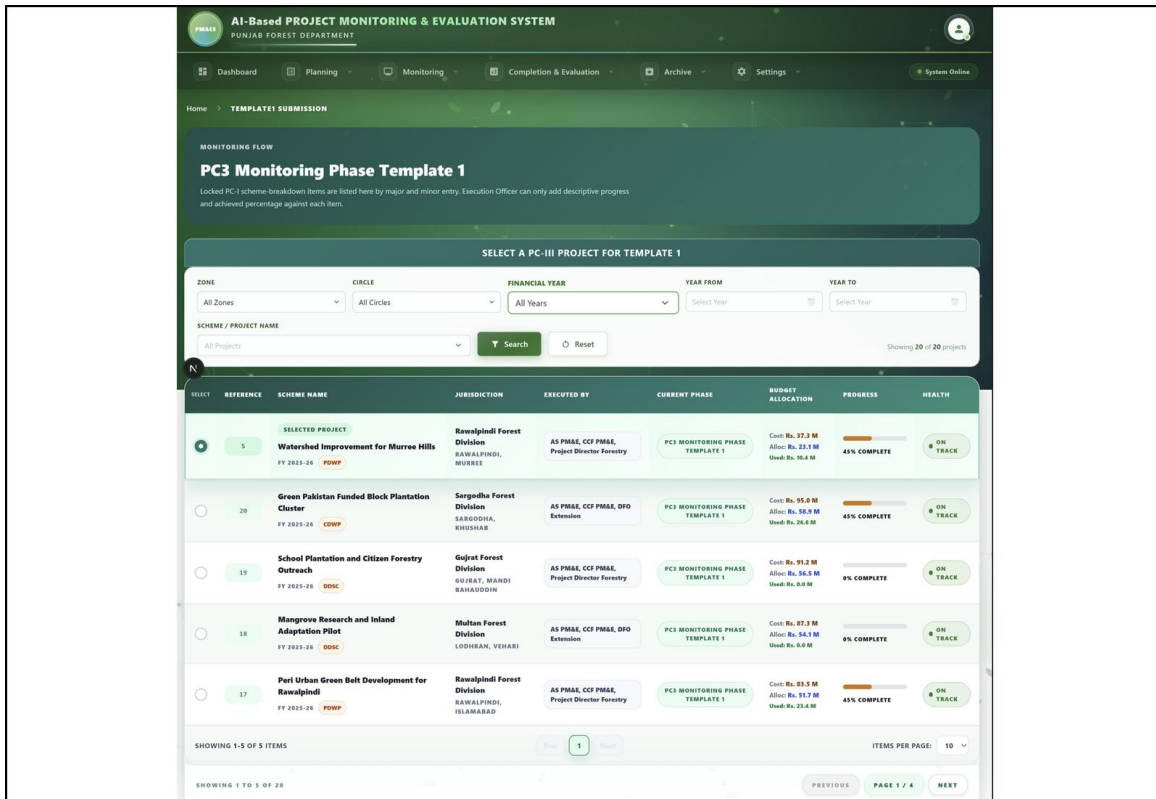 PMACS
AI-Based PROJECT MONITORING & EVALUATION SYSTEM
PUNJAB FOREST DEPARTMENT
Dashboard
Planning
Monitoring
Completion & Evaluation
Archive
Settings
System Online
Home > TEMPLATE1 SUBMISSION
MONITORING FLOW
PC3 Monitoring Phase Template 1
Locked PC-I scheme-breakdown items are listed here by major and minor entry. Execution Officer can only add descriptive progress
and achieved percentage against each item.
SELECT A PC-III PROJECT FOR TEMPLATE 1
ZONE
CIRCLE
FINANCIAL YEAR
YEAR FROM
YEAR TO
All Zones
All Circles
All Years
Select Year
Select Year
SCHEME / PROJECT NAME
All Projects
Search
Reset
Showing 20 of 20 projects
N
SELECT
REFERENCE
SCHEME NAME
JURISDICTION
EXECUTED BY
CURRENT PHASE
BUDGET
ALLOCATION
PROGRESS
HEALTH
5
SELECTED PROJECT
Watershed Improvement for Murree Hills
FY 2025-26 PDWP
Rawalpindi Forest
Division
RAWALPINDI,
MURREE
AS PM&E, CCF PM&E,
Project Director Forestry
PC3 MONITORING PHASE
TEMPLATE 1
Cost: Rs. 37.3 M
Alloc: Rs. 23.1 M
Used: Rs. 10.4 M
45% COMPLETE
ON
TRACK
20
Green Pakistan Funded Block Plantation
Cluster
FY 2025-26 CDWP
Sargodha Forest
Division
SARGODHA,
KHUSHAB
AS PM&E, CCF PM&E, DFO
Extension
PC3 MONITORING PHASE
TEMPLATE 1
Cost: Rs. 95.0 M
Alloc: Rs. 58.9 M
Used: Rs. 26.6 M
45% COMPLETE
ON
TRACK
19
School Plantation and Citizen Forestry
Outreach
FY 2025-26 DDSC
Gujrat Forest
Division
GUJRAT, MANDI
BAHAUDDIN
AS PM&E, CCF PM&E,
Project Director Forestry
PC3 MONITORING PHASE
TEMPLATE 1
Cost: Rs. 91.2 M
Alloc: Rs. 56.5 M
Used: Rs. 0.0 M
0% COMPLETE
ON
TRACK
18
Mangrove Research and Inland
Adaptation Pilot
FY 2025-26 DDSC
Multan Forest
Division
LODHRAN, VEHARI
AS PM&E, CCF PM&E, DFO
Extension
PC3 MONITORING PHASE
TEMPLATE 1
Cost: Rs. 87.3 M
Alloc: Rs. 54.1 M
Used: Rs. 0.0 M
0% COMPLETE
ON
TRACK
17
Peri Urban Green Belt Development for
Rawalpindi
FY 2025-26 PDWP
Rawalpindi Forest
Division
RAWALPINDI,
ISLAMABAD
AS PM&E, CCF PM&E,
Project Director Forestry
PC3 MONITORING PHASE
TEMPLATE 1
Cost: Rs. 83.5 M
Alloc: Rs. 51.7 M
Used: Rs. 23.4 M
45% COMPLETE
ON
TRACK
SHOWING 1-5 OF 5 ITEMS
Prev
1
Next
ITEMS PER PAGE: 10
SHOWING 1 TO 5 OF 20
PREVIOUS
PAGE 1 / 4
NEXT